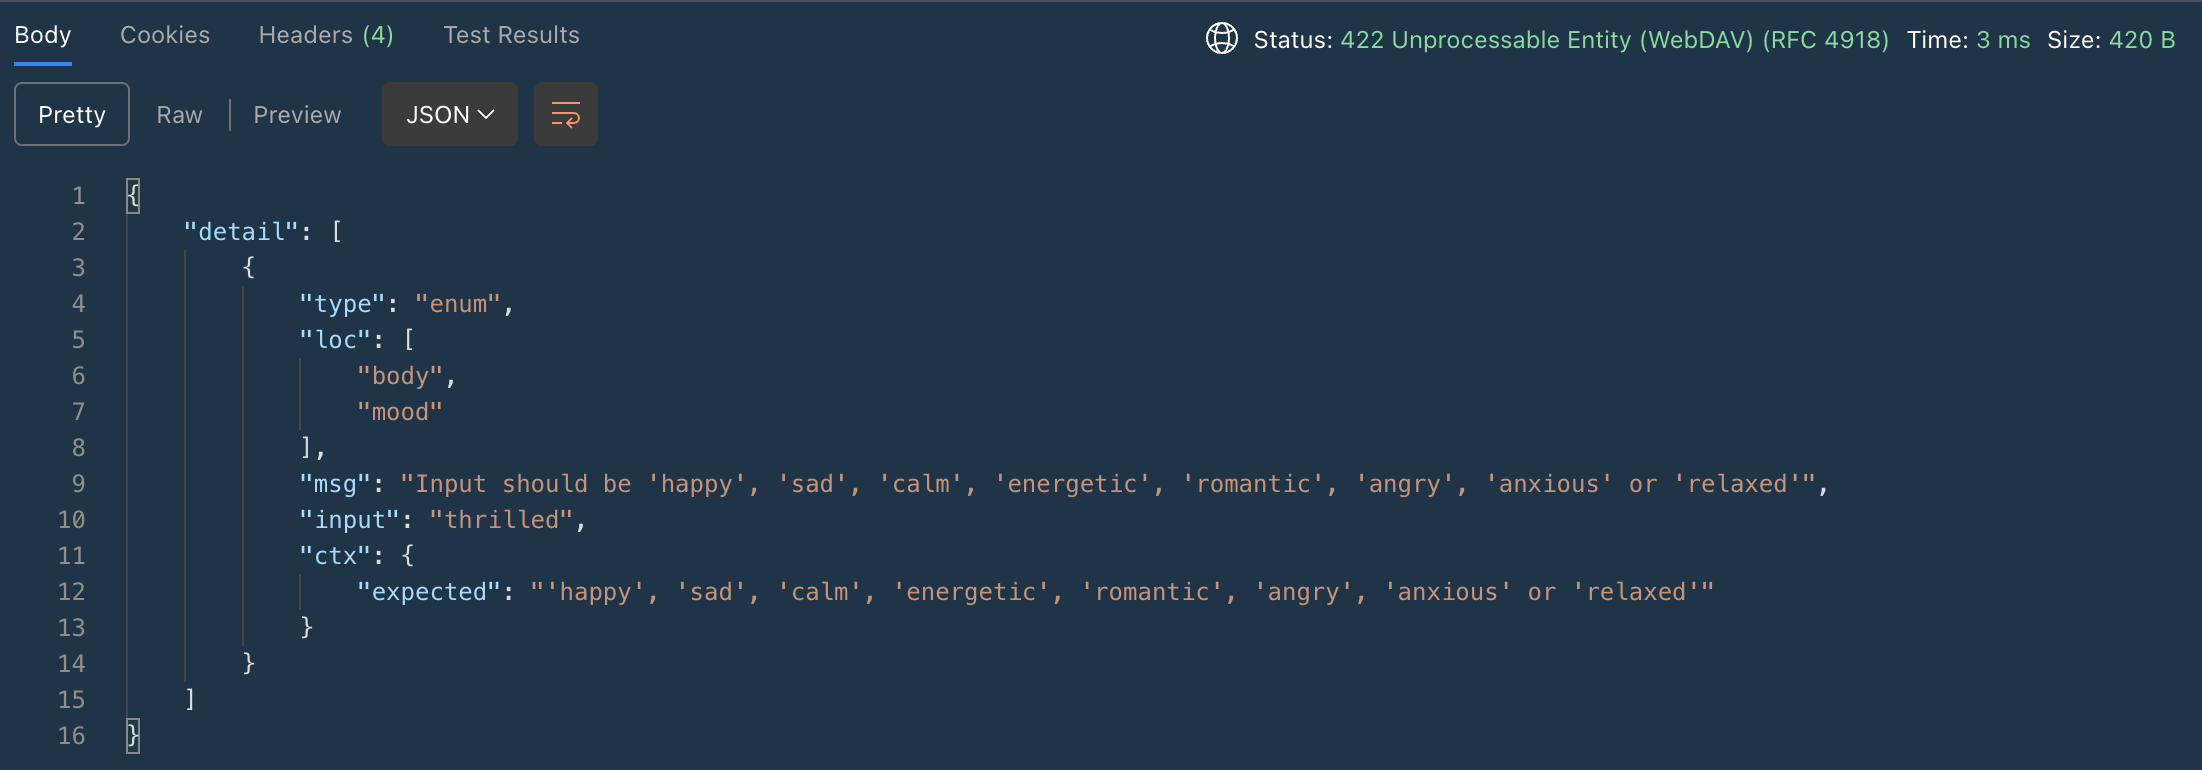 Body Cookies Headers (4) Test Results Status: 422 Unprocessable Entity (WebDAV) (RFC 4918) Time: 3 ms Size: 420 B
Pretty Raw Preview JSON
1 {
2 "detail": [
3 {
4 "type": "enum",
5 "loc": [
6 "body",
7 "mood"
8 ],
9 "msg": "Input should be 'happy', 'sad', 'calm', 'energetic', 'romantic', 'angry', 'anxious' or 'relaxed'",
10 "input": "thrilled",
11 "ctx": {
12 "expected": "'happy', 'sad', 'calm', 'energetic', 'romantic', 'angry', 'anxious' or 'relaxed'"
13 }
14 }
15 ]
16 }